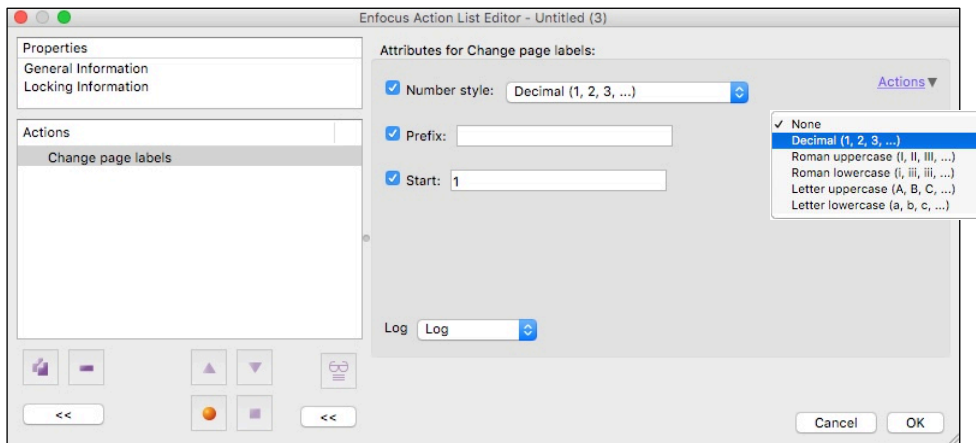 Enfocus Action List Editor - Untitled (3)
Properties
General Information
Locking Information
Actions
Change page labels
<<
<<
Attributes for Change page labels:
Number style: Decimal (1, 2, 3, ...)
Actions▼
Prefix:
Start: 1
✓ None
Decimal (1, 2, 3, ...)
Roman uppercase (I, II, III, ...)
Roman lowercase (i, iii, iii, ...)
Letter uppercase (A, B, C, ...)
Letter lowercase (a, b, c, ...)
Log Log
Cancel OK